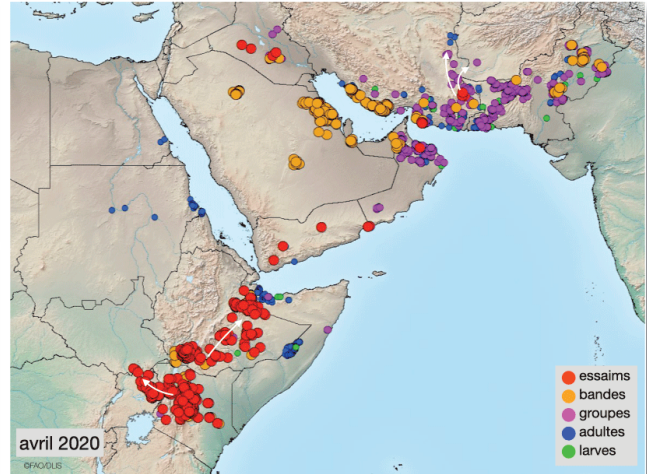 essaims
bandes
groupes
adultes
larves
avril 2020
©FAO/DLIS